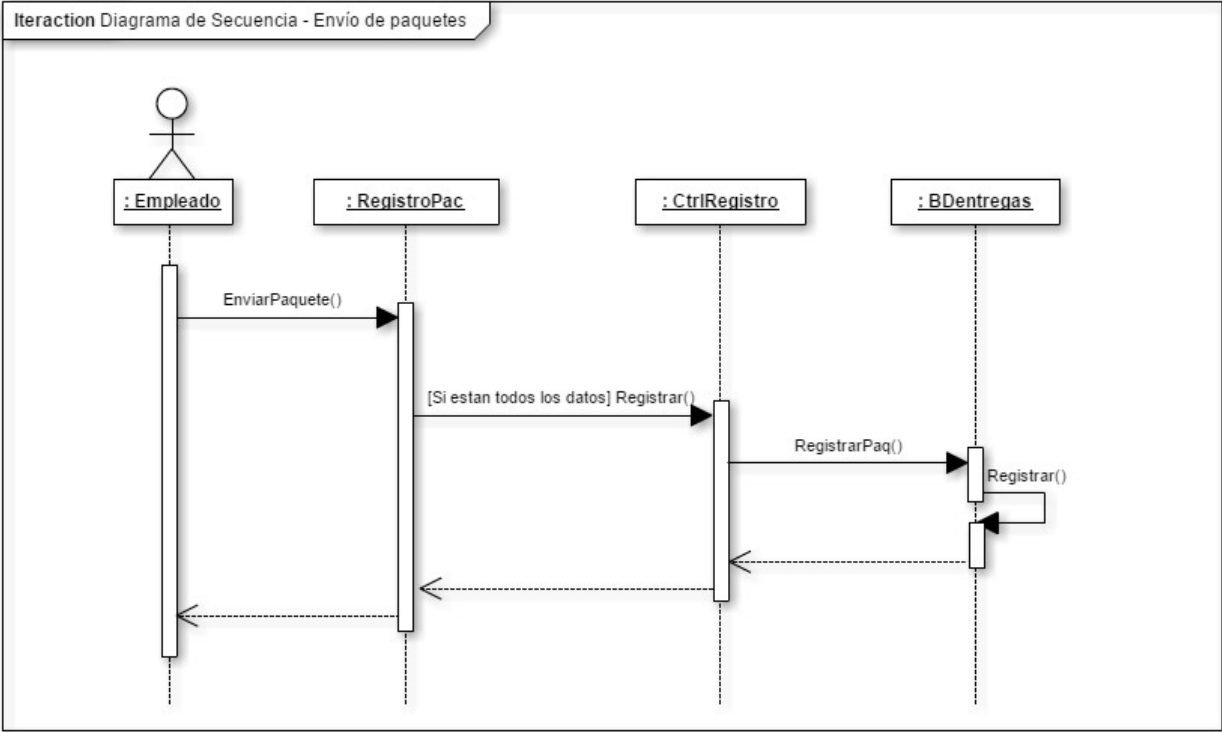 Iteraction Diagrama de Secuencia - Envío de paquetes
: Empleado
: RegistroPac
: CtrlRegistro
: BDentregas
EnviarPaquete()
[Si estan todos los datos] Registrar()
RegistrarPaq()
Registrar()